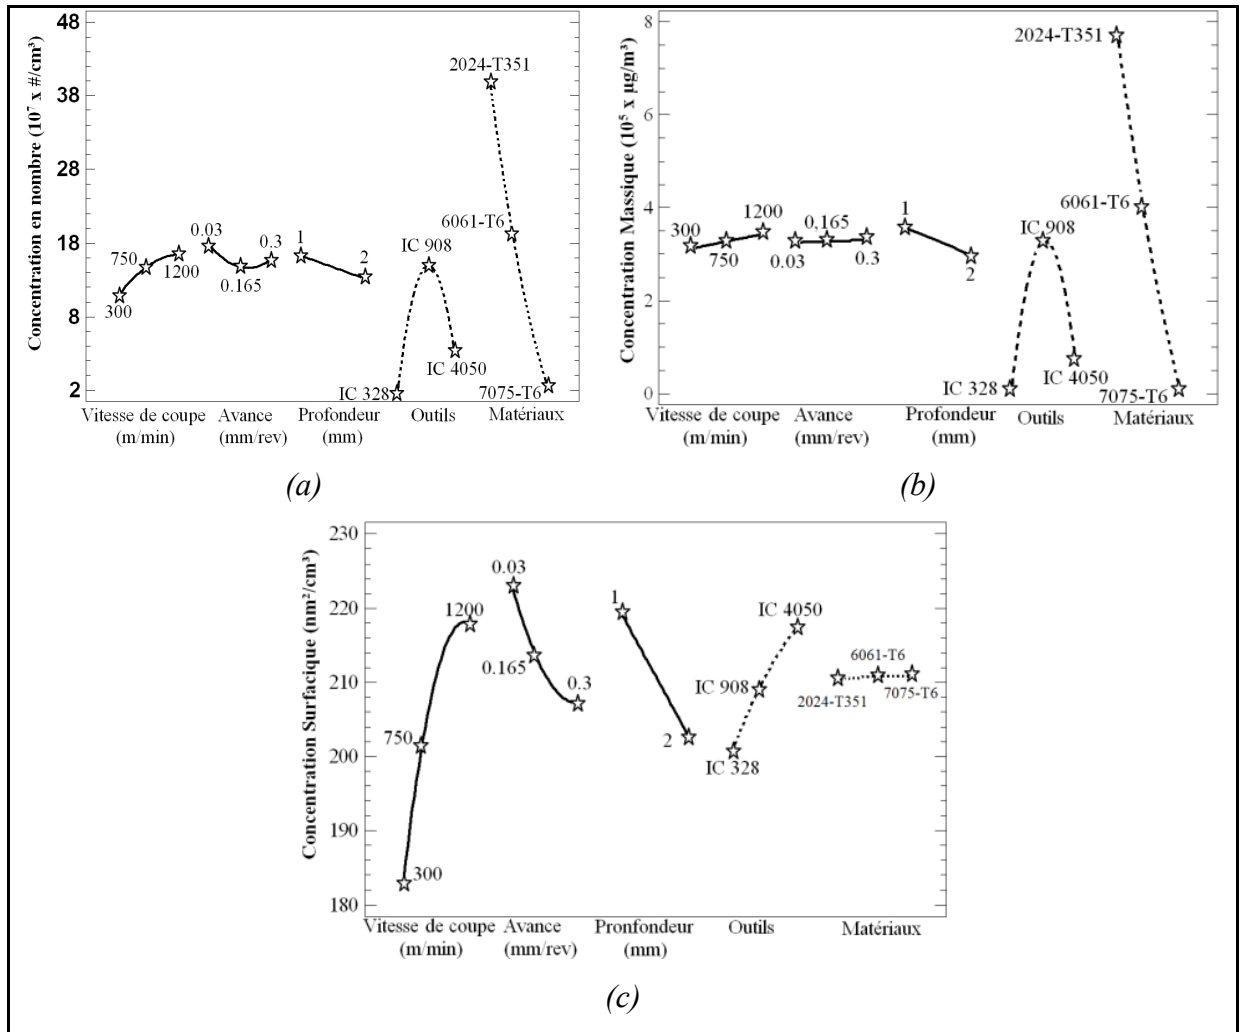 Concentration en nombre (10⁷ x #/cm³)
48
38
28
18
8
2
2024-T351
6061-T6
7075-T6
0.03
0.3
1
2
IC 908
750
1200
0.165
300
IC 4050
IC 328
Vitesse de coupe
(m/min)
Avance
(mm/rev)
Profondeur
(mm)
Outils
Matériaux
(a)
Concentration Massique (10⁵ x µg/m³)
8
6
4
2
0
2024-T351
6061-T6
7075-T6
300
1200
0,165
1
IC 908
750
0.03
0.3
2
IC 328
IC 4050
Vitesse de coupe
(m/min)
Avance
(mm/rev)
Profondeur
(mm)
Outils
Matériaux
(b)
Concentration Surfacique (nm²/cm³)
230
220
210
200
190
180
0.03
1200
1
IC 4050
0.165
6061-T6
0.3
IC 908
2024-T351
7075-T6
750
2
IC 328
300
Vitesse de coupe
(m/min)
Avance
(mm/rev)
Pronfondeur
(mm)
Outils
Matériaux
(c)